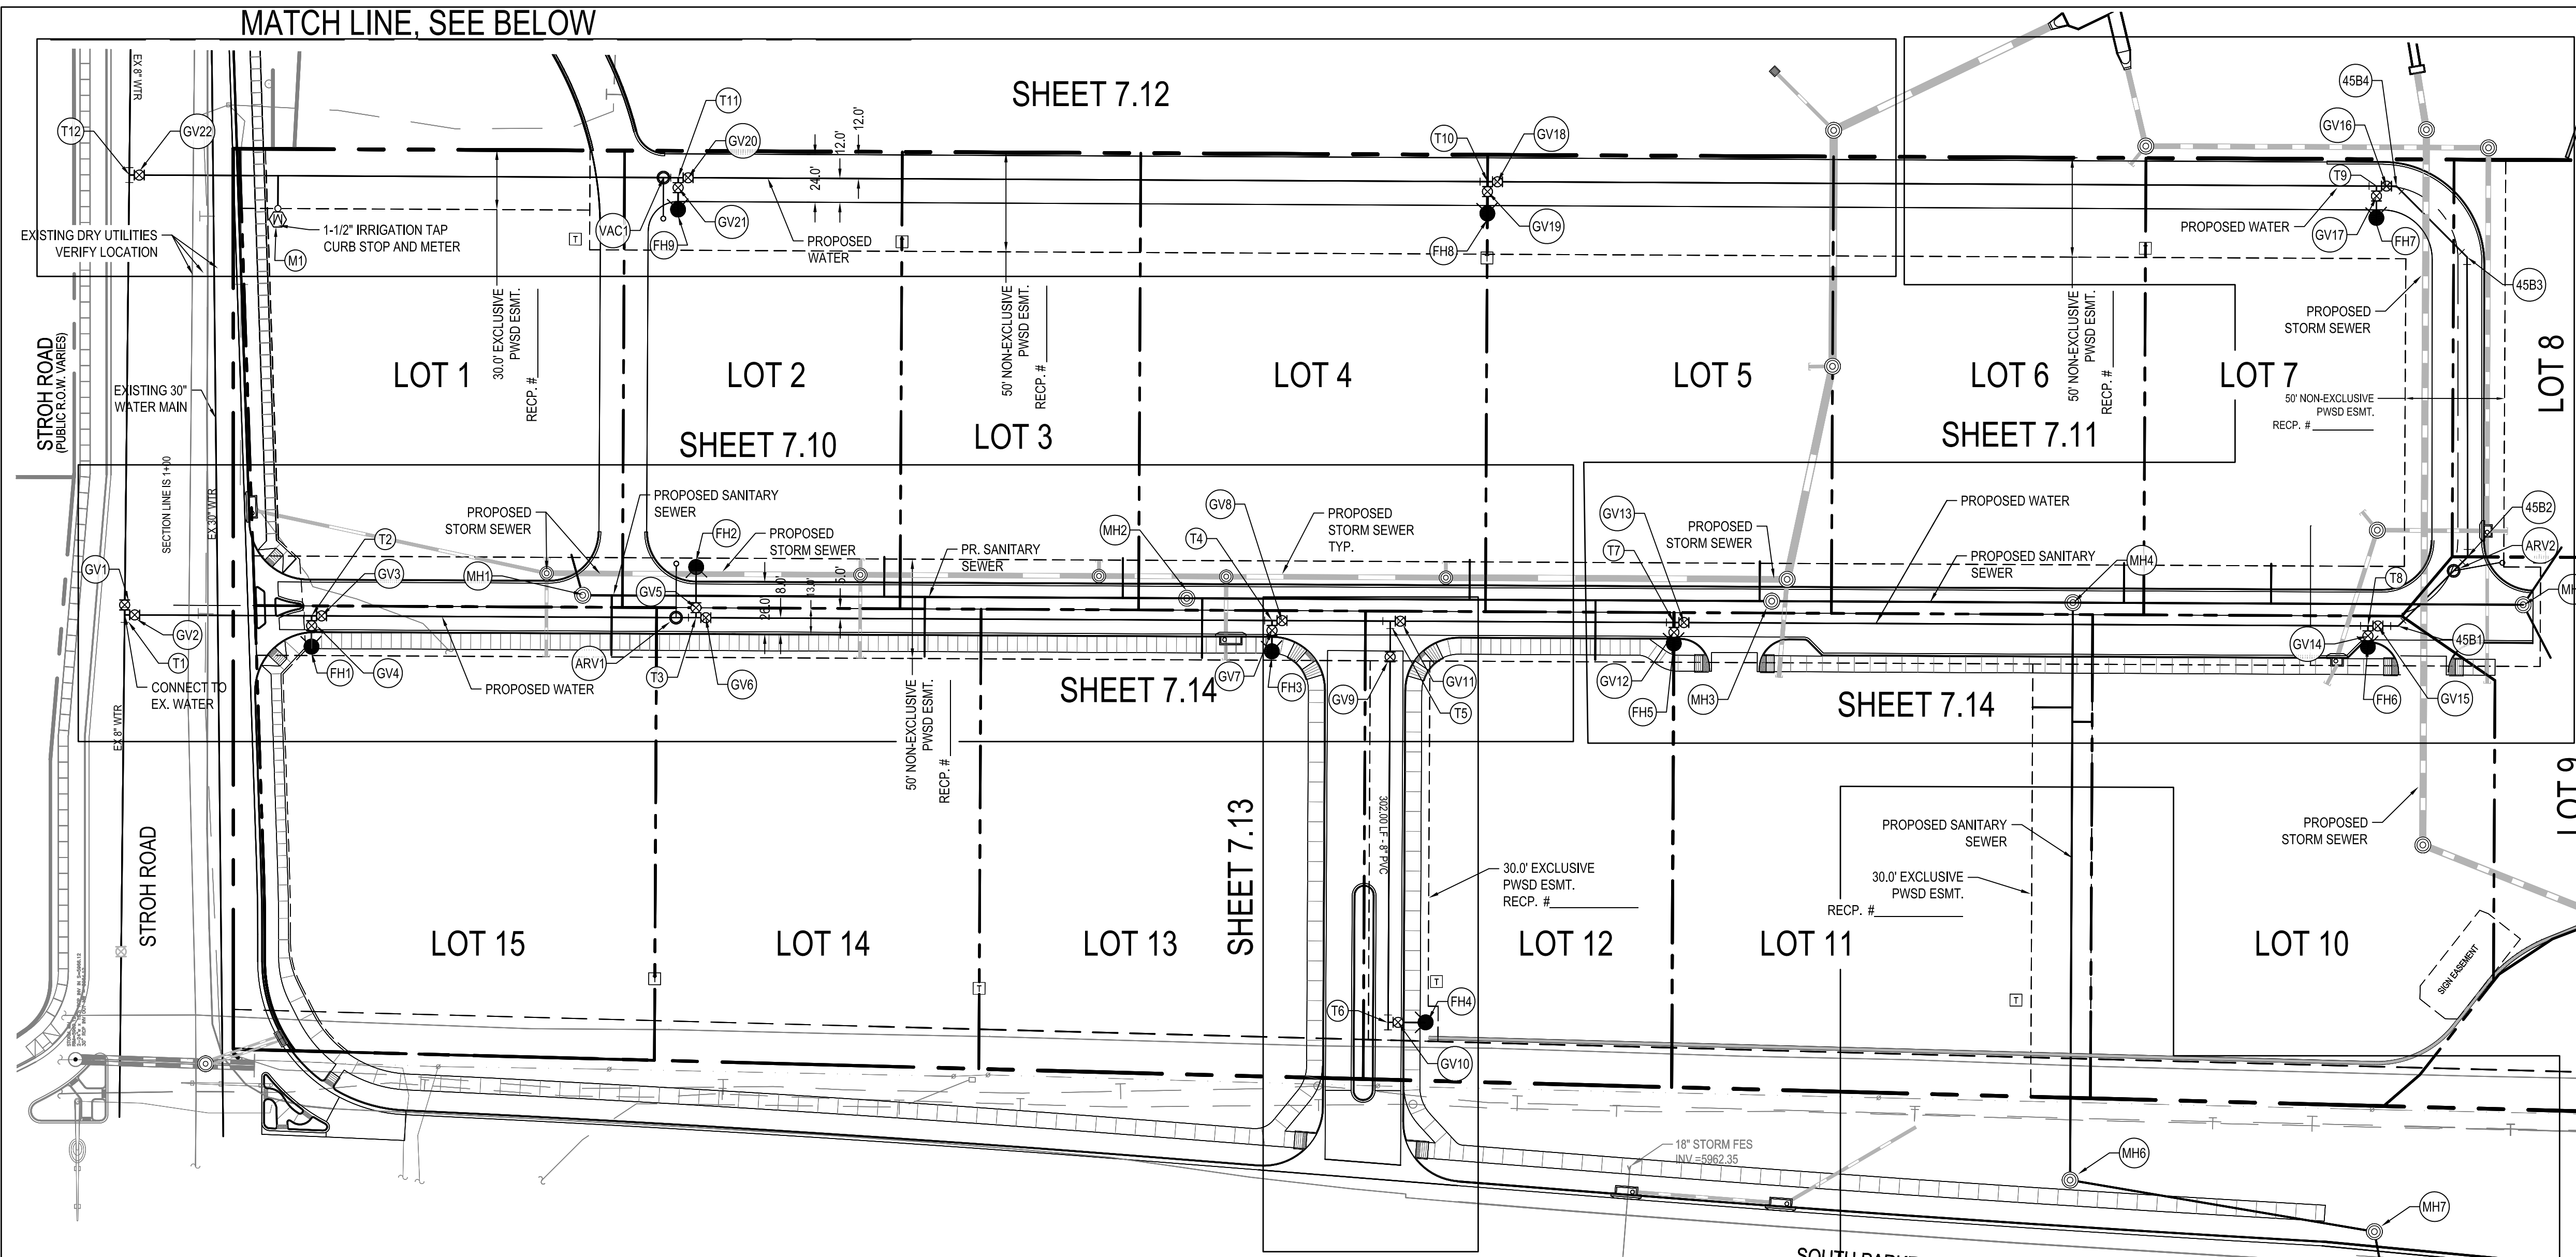 MATCH LINE, SEE BELOW
EX 8" WTR
SHEET 7.12
T12
GV22
T11
GV20
12.0'
12.0'
24.0'
T10
GV18
45B4
GV16
T9
EXISTING DRY UTILITIES
VERIFY LOCATION
M
M1
1-1/2" IRRIGATION TAP
CURB STOP AND METER
VAC1
FH9
GV21
PROPOSED
WATER
FH8
GV19
PROPOSED WATER
GV17
FH7
45B3
T
T
T
T
STROH ROAD
(PUBLIC R.O.W. VARIES)
EXISTING 30"
WATER MAIN
SECTION LINE IS 1+00
EX 30" WTR
LOT 1
30.0' EXCLUSIVE
PWSD ESMT.
RECP. #
LOT 2
50' NON-EXCLUSIVE
PWSD ESMT.
RECP. #
LOT 3
LOT 4
LOT 5
LOT 6
50' NON-EXCLUSIVE
PWSD ESMT.
RECP. #
LOT 7
PROPOSED
STORM SEWER
50' NON-EXCLUSIVE
PWSD ESMT.
RECP. #
LOT 8
SHEET 7.10
SHEET 7.11
T2
GV3
PROPOSED
STORM SEWER
MH1
PROPOSED SANITARY
SEWER
FH2
PROPOSED
STORM SEWER
PR. SANITARY
SEWER
MH2
T4
GV8
PROPOSED
STORM SEWER
TYP.
GV13
T7
PROPOSED
STORM SEWER
PROPOSED WATER
PROPOSED SANITARY
SEWER
MH4
45B2
ARV2
T8
GV1
GV2
T1
CONNECT TO
EX. WATER
EX 8" WTR
FH1
GV4
PROPOSED WATER
GV5
ARV1
T3
GV6
26.0'
8.0'
SHEET 7.14
GV7
FH3
GV9
GV11
T5
GV12
FH5
MH3
SHEET 7.14
GV14
FH6
GV15
45B1
50' NON-EXCLUSIVE
PWSD ESMT.
RECP. #
STROH ROAD
LOT 15
LOT 14
LOT 13
SHEET 7.13
302.00 LF - 8" PVC
30.0' EXCLUSIVE
PWSD ESMT.
RECP. #
LOT 12
PROPOSED SANITARY
SEWER
30.0' EXCLUSIVE
PWSD ESMT.
RECP. #
LOT 11
PROPOSED
STORM SEWER
LOT 9
LOT 10
SIGN EASEMENT
T
T
T
T
T6
FH4
GV10
18" STORM FES
INV =5962.35
MH6
MH7